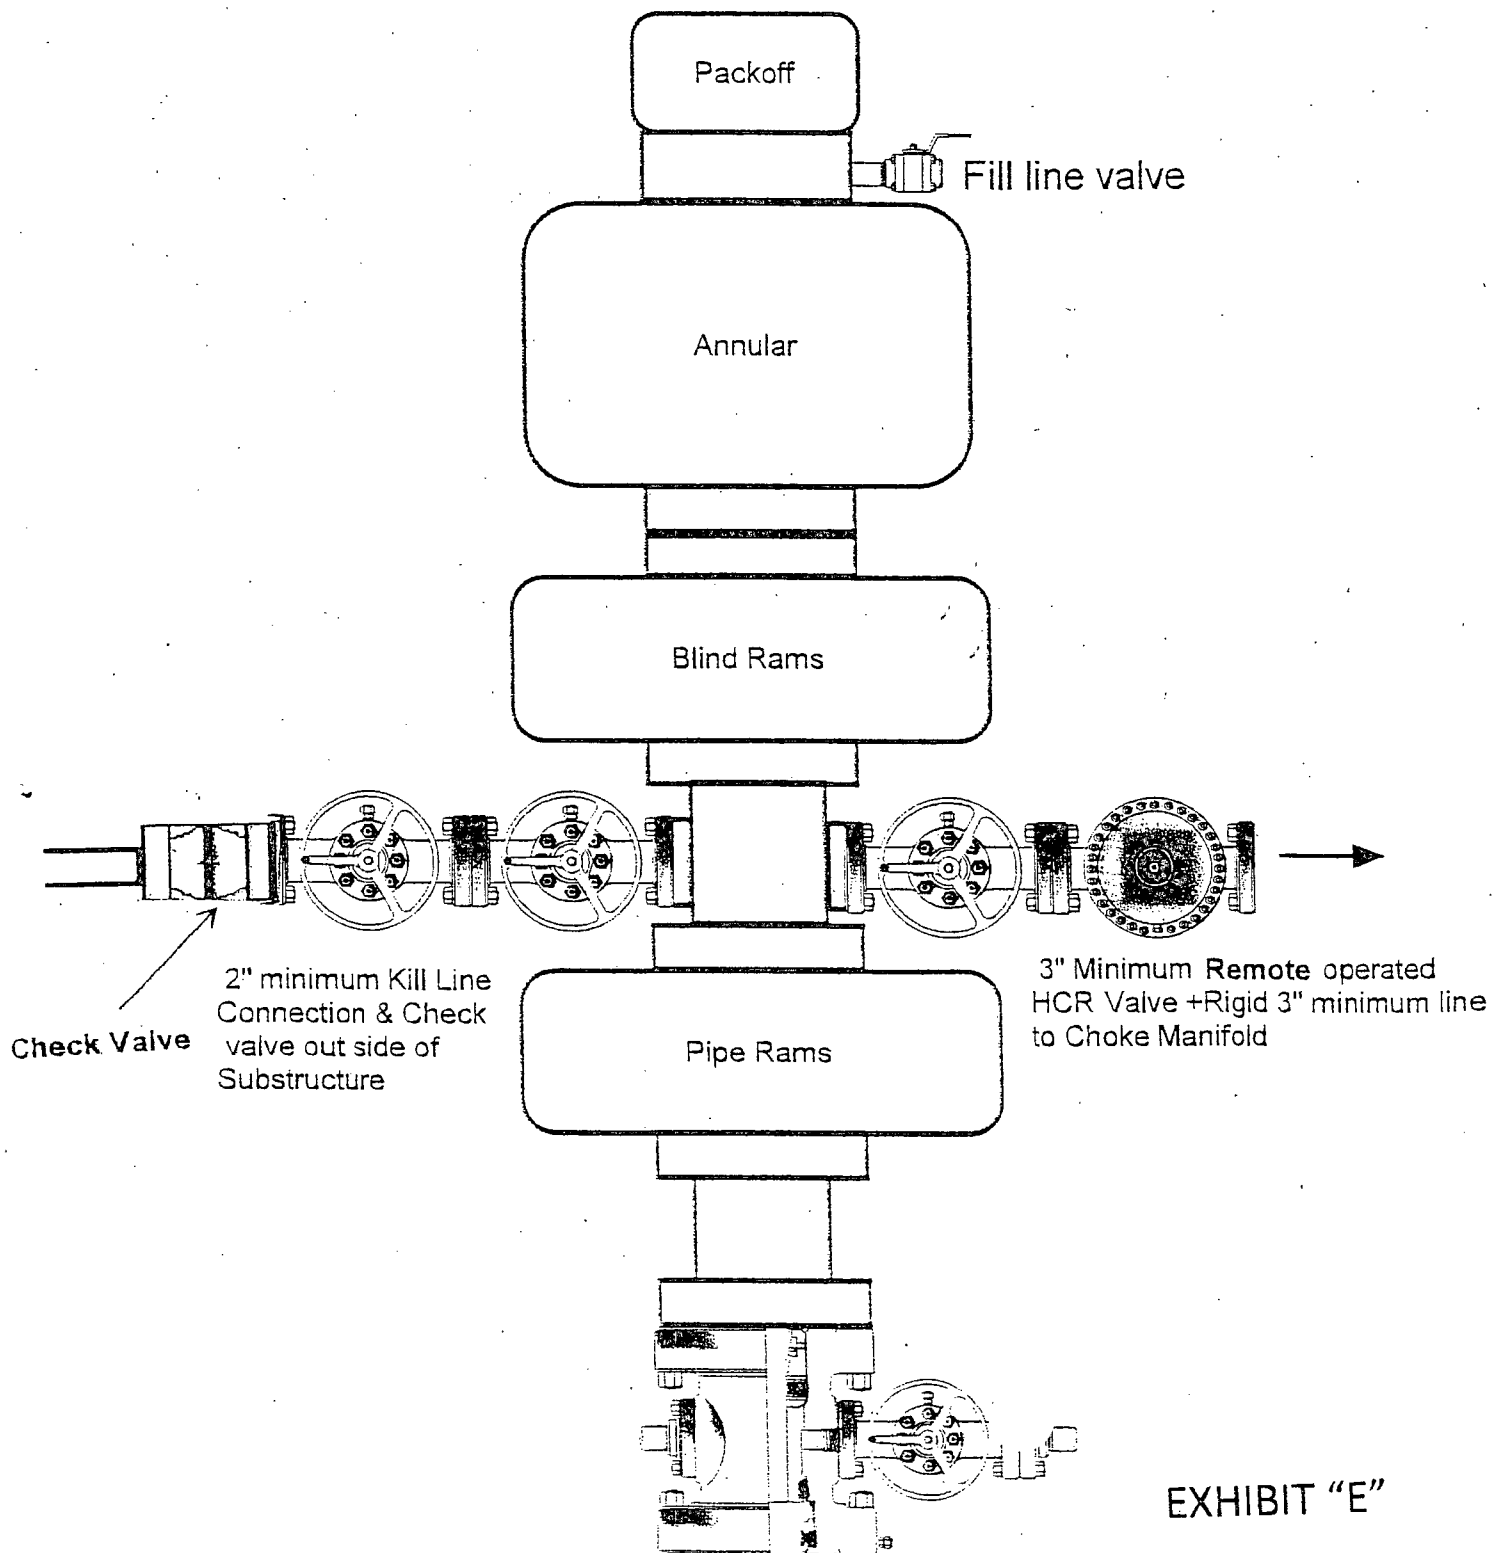 Packoff
Fill line valve
Annular
Blind Rams
3" Minimum Remote operated
HCR Valve +Rigid 3" minimum line
to Choke Manifold
2" minimum Kill Line
Connection & Check
valve out side of
Substructure
Check Valve
Pipe Rams
EXHIBIT "E"